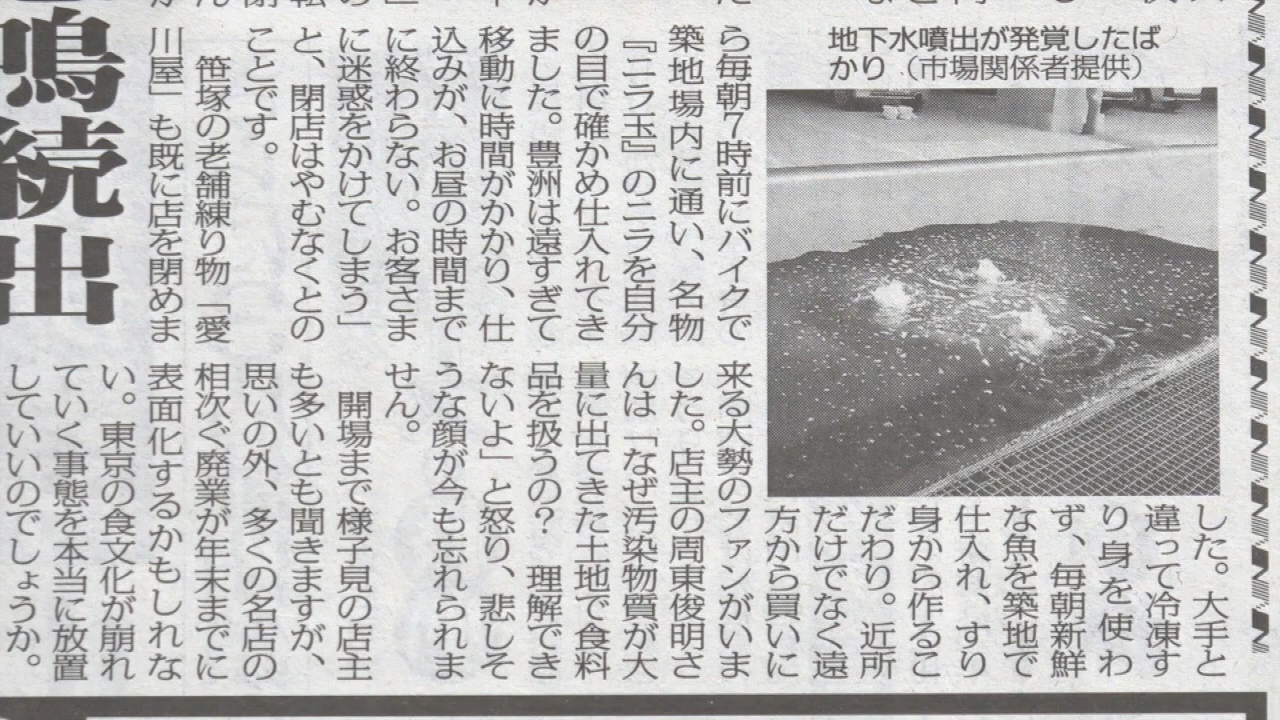 地下水噴出が発覚したば
かり（市場関係者提供）
ら毎朝7時前にバイクで
築地場内に通い、名物
『ニラ玉』のニラを自分
の目で確かめ仕入れてき
ました。豊洲は遠すぎて
移動に時間がかかり、仕
込みが、お昼の時間まで
に終わらない。お客さま
に迷惑をかけてしまう」
と、閉店はやむなくとの
ことです。
笹塚の老舗練り物「愛
川屋」も既に店を閉めま
した。大手と
違って冷凍す
り身を使わ
ず、毎朝新鮮
な魚を築地で
仕入れ、すり
身から作るこ
だわり。近所
だけでなく遠
方から買いに
来る大勢のファンがいま
した。店主の周東俊明さ
んは「なぜ汚染物質が大
量に出てきた土地で食料
品を扱うの？　理解でき
ないよ」と怒り、悲しそ
うな顔が今も忘れられま
せん。
開場まで様子見の店主
も多いとも聞きますが、
思いの外、多くの名店の
相次ぐ廃業が年末までに
表面化するかもしれな
い。東京の食文化が崩れ
ていく事態を本当に放置
していいのでしょうか。
鳴続出